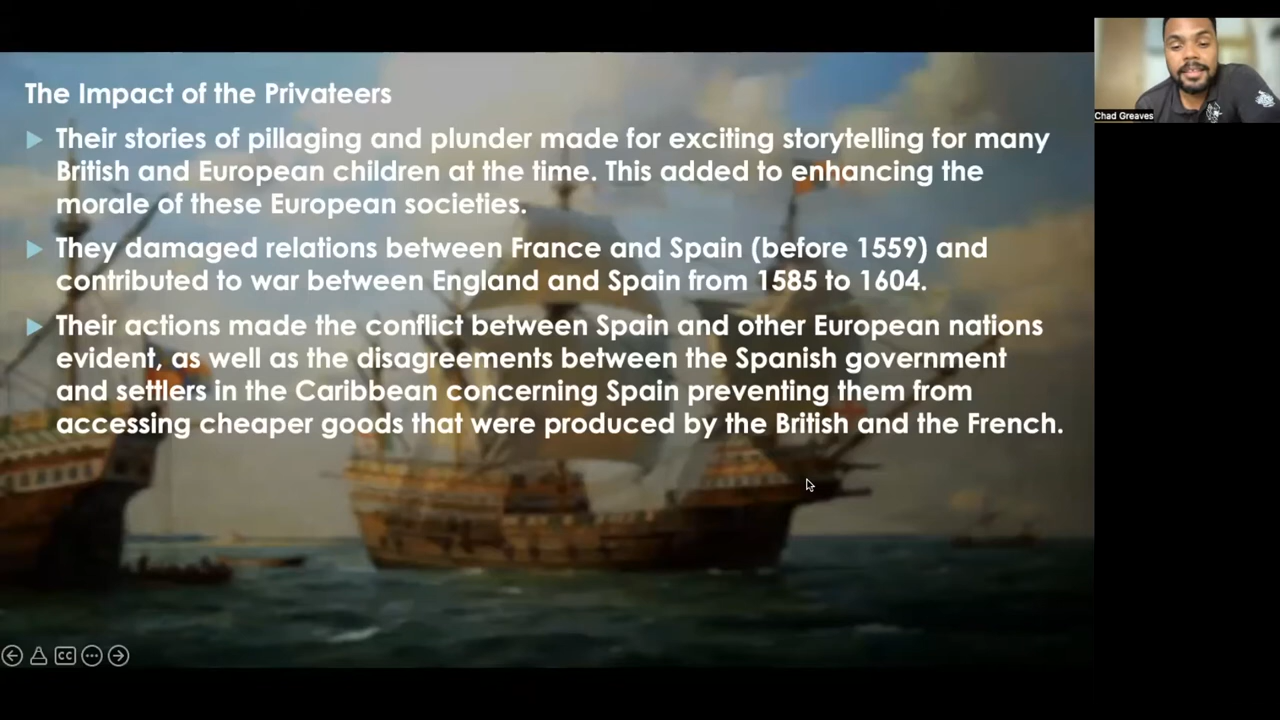 The Impact of the Privateers
Their stories of pillaging and plunder made for exciting storytelling for many
British and European children at the time. This added to enhancing the
morale of these European societies.
They damaged relations between France and Spain (before 1559) and
contributed to war between England and Spain from 1585 to 1604.
Their actions made the conflict between Spain and other European nations
evident, as well as the disagreements between the Spanish government
and settlers in the Caribbean concerning Spain preventing them from
accessing cheaper goods that were produced by the British and the French.
Chad Greaves
CC